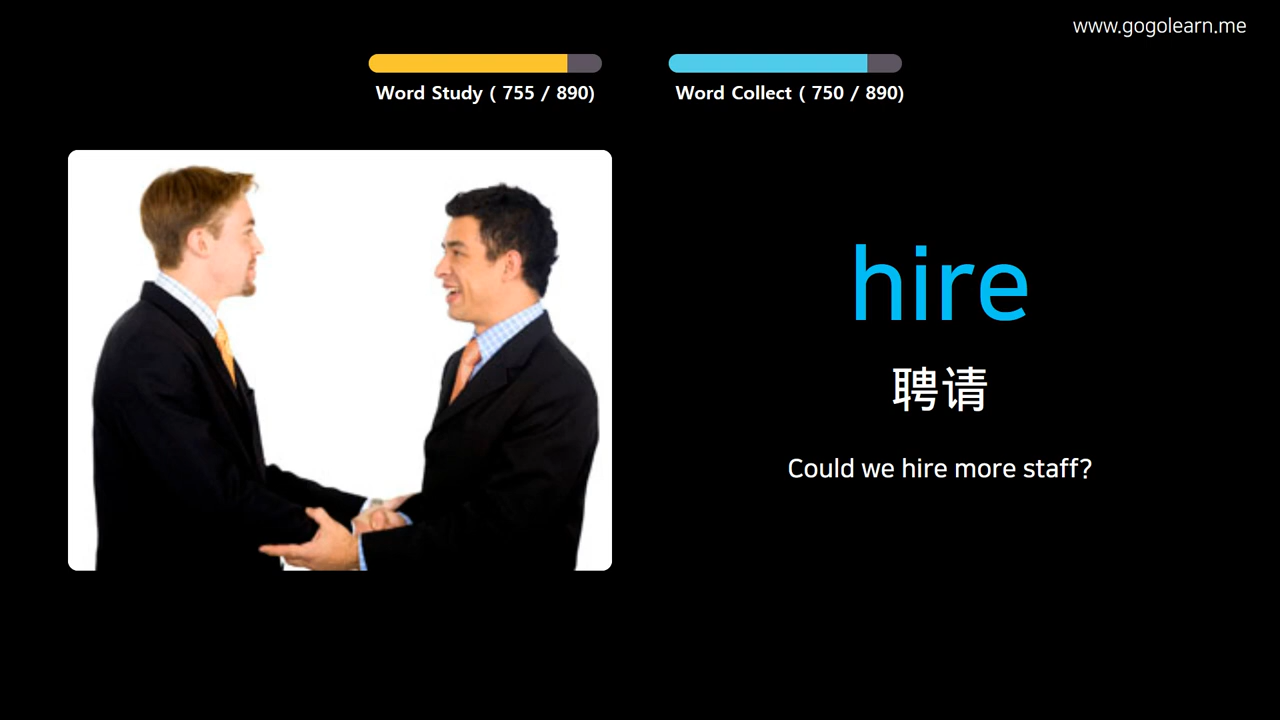 www.gogolearn.me
Word Study ( 755 / 890)
Word Collect ( 750 / 890)
hire
聘请
Could we hire more staff?